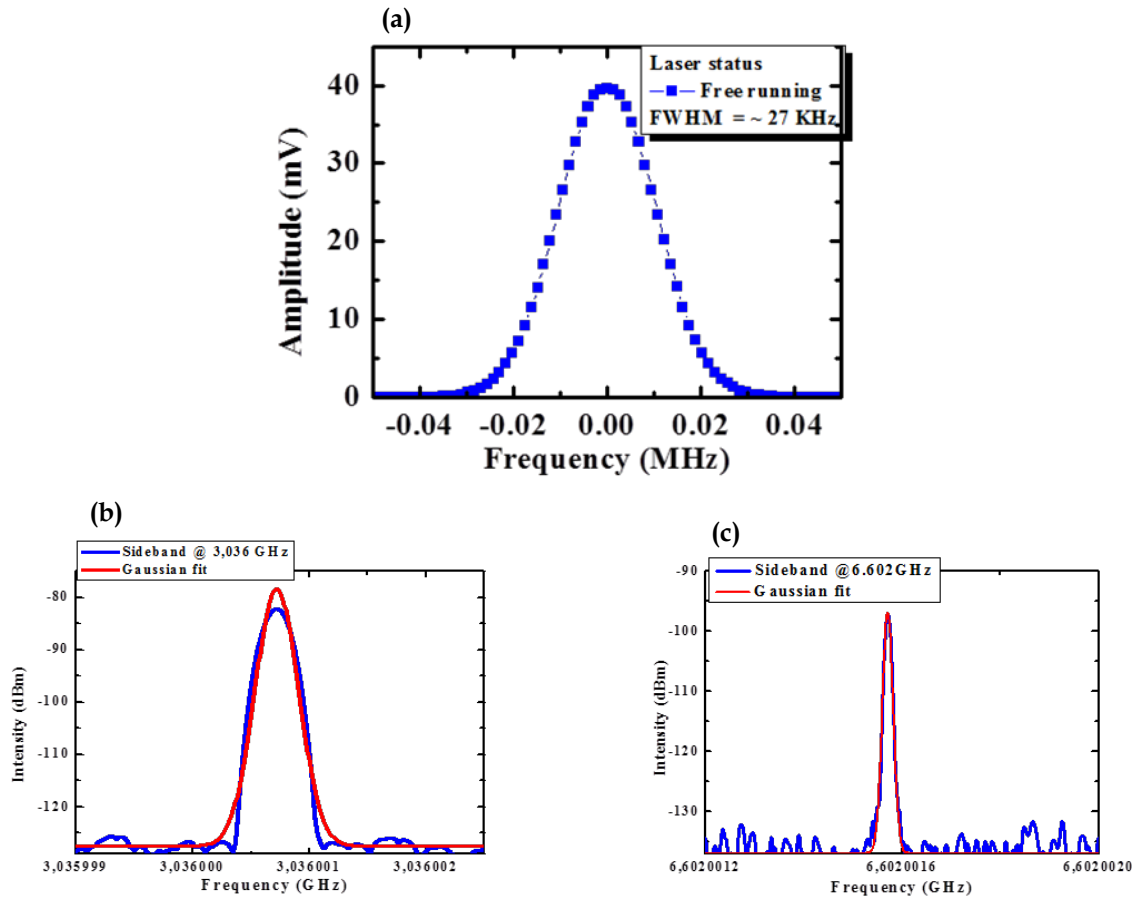 (a)
Laser status
Free running
FWHM = ~ 27 KHz
Amplitude (mV)
40
30
20
10
0
-0.04 -0.02 0.00 0.02 0.04
Frequency (MHz)
(b)
Sideband @ 3,036 GHz
Gaussian fit
Intensity (dBm)
-80
-90
-100
-110
-120
3,035999 3,036000 3,036001 3,036002
Frequency (GHz)
(c)
Sideband @6.602GHz
Gaussian fit
Intensity (dBm)
-90
-100
-110
-120
-130
6,6020012 6,6020016 6,6020020
Frequency (GHz)